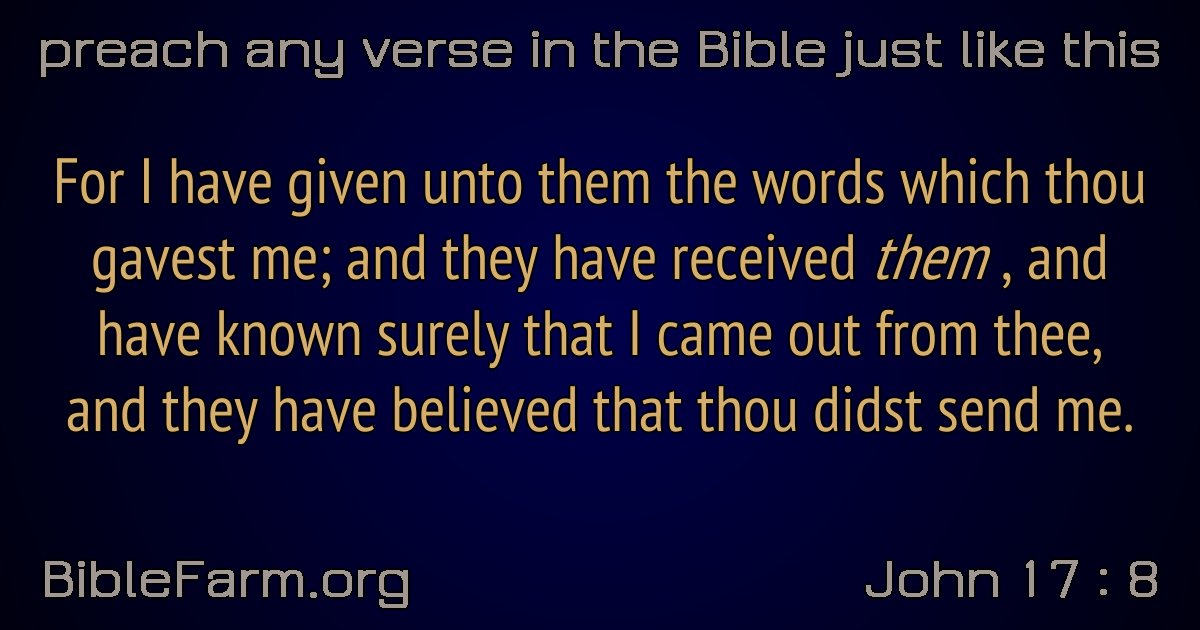 preach any verse in the Bible just like this
For I have given unto them the words which thou
gavest me; and they have received them , and
have known surely that I came out from thee,
and they have believed that thou didst send me.
BibleFarm.org
John 17 : 8